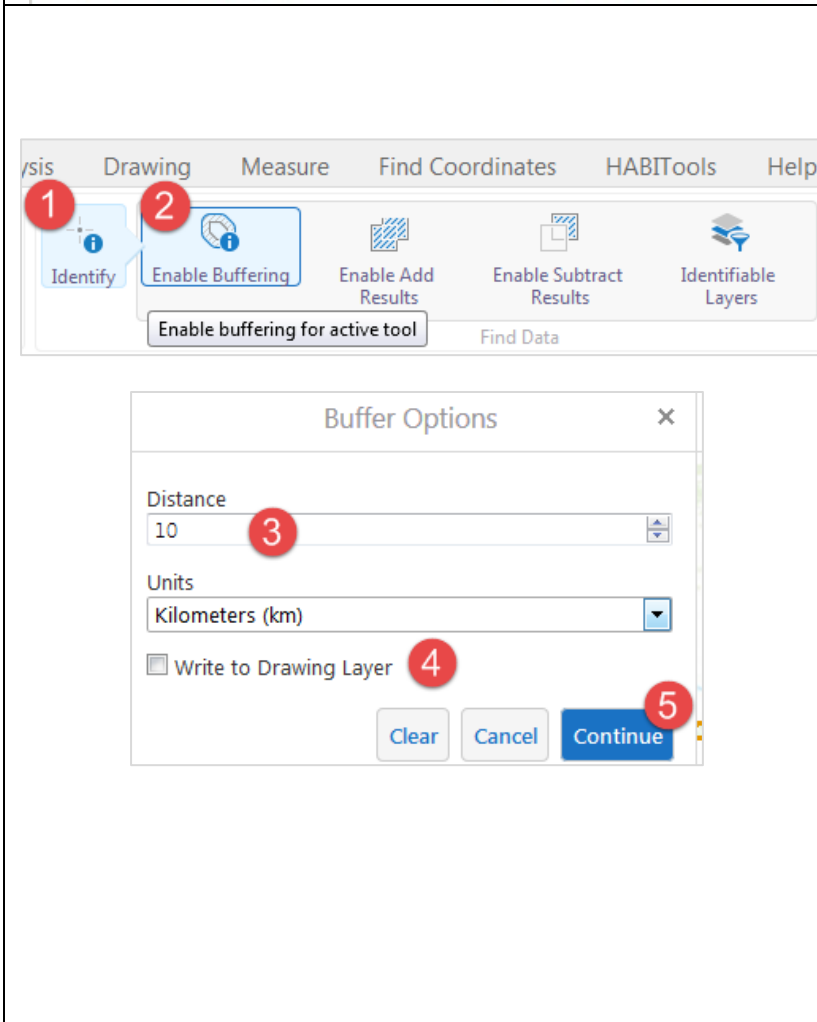 ysis Drawing Measure Find Coordinates HABITools Help
1 2
Identify Enable Buffering Enable Add Results Enable Subtract Results Identifiable Layers
Enable buffering for active tool Find Data
Buffer Options ×
Distance
10 3
Units
Kilometers (km)
Write to Drawing Layer 4
5
Clear Cancel Continue